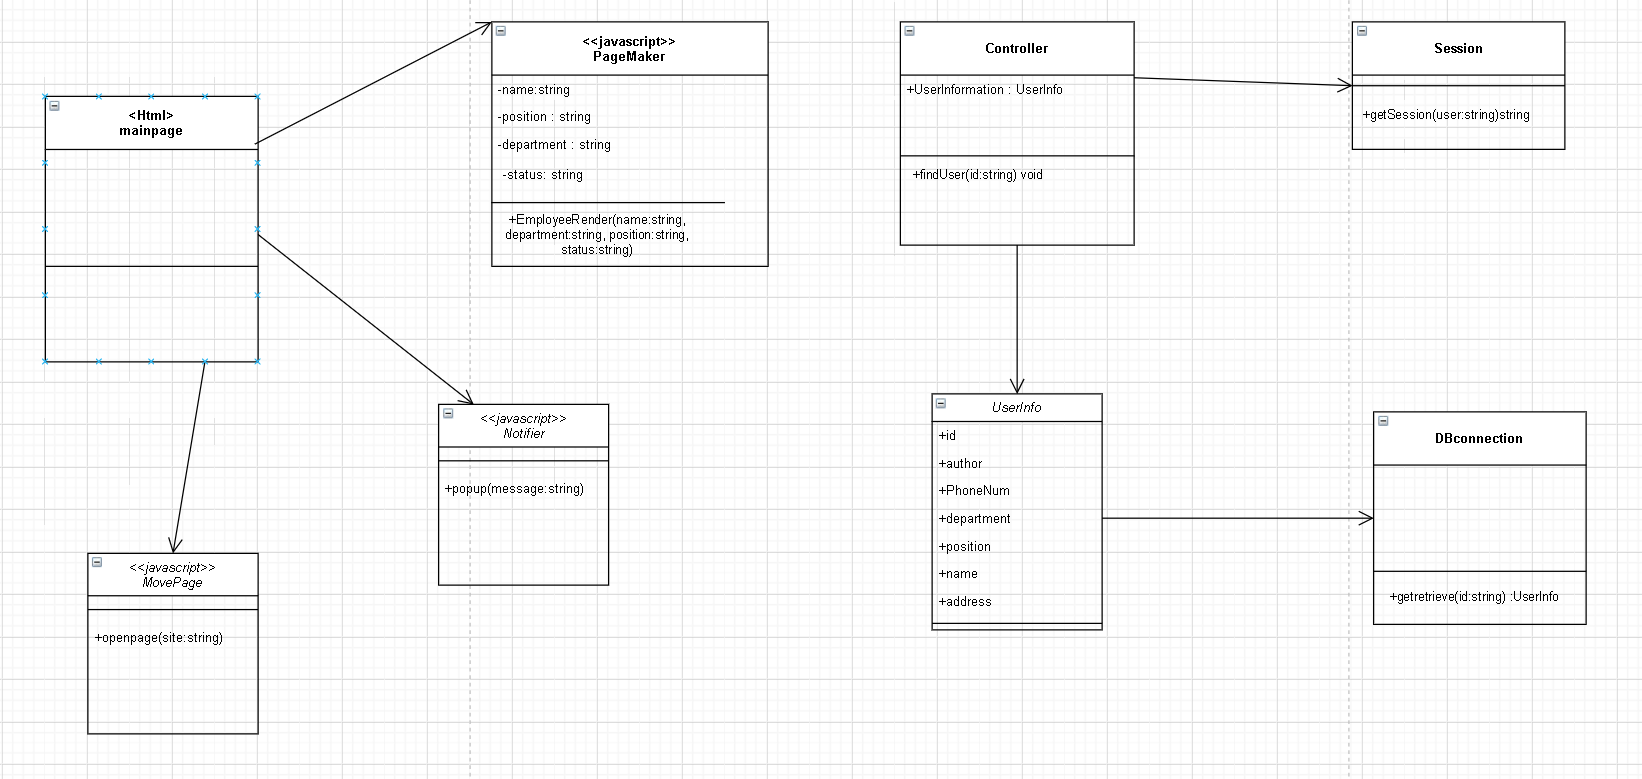 <Html>
mainpage
<<javascript>>
PageMaker
-name:string
-position : string
-department : string
-status: string
+EmployeeRender(name:string,
department:string, position:string,
status:string)
<<javascript>>
Notifier
+popup(message:string)
<<javascript>>
MovePage
+openpage(site:string)
Controller
+UserInformation : UserInfo
+findUser(id:string) void
Session
+getSession(user:string)string
UserInfo
+id
+author
+PhoneNum
+department
+position
+name
+address
DBconnection
+getretrieve(id:string) :UserInfo